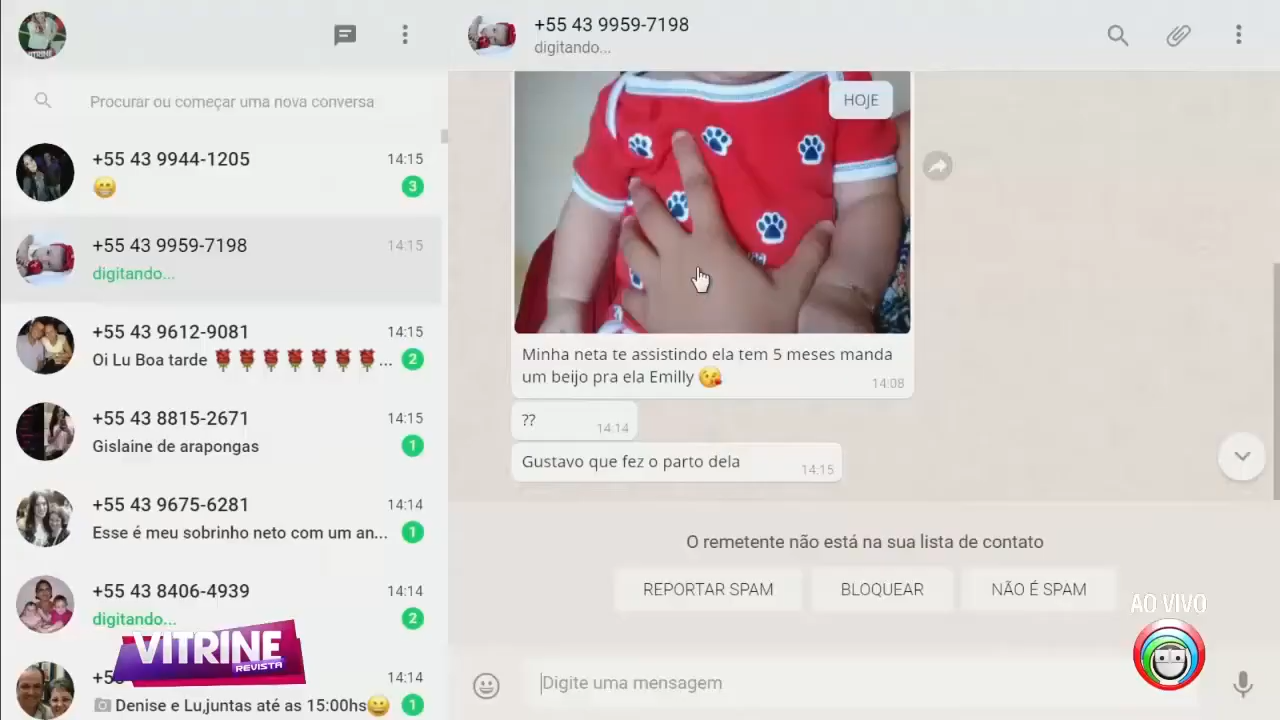 Procurar ou começar uma nova conversa
+55 43 9944-1205
14:15
3
+55 43 9959-7198
14:15
digitando...
+55 43 9612-9081
14:15
Oi Lu Boa tarde 🌹🌹🌹🌹🌹🌹🌹...
2
+55 43 8815-2671
14:15
Gislaine de arapongas
1
+55 43 9675-6281
14:14
Esse é meu sobrinho neto com um an...
1
+55 43 8406-4939
14:14
digitando...
2
14:14
Denise e Lu,juntas até as 15:00hs😀
1
VITRINE
REVISTA
+55 43 9959-7198
digitando...
HOJE
Minha neta te assistindo ela tem 5 meses manda
um beijo pra ela Emilly 😘
14:08
??
14:14
Gustavo que fez o parto dela
14:15
O remetente não está na sua lista de contato
REPORTAR SPAM
BLOQUEAR
NÃO É SPAM
AO VIVO
Digite uma mensagem